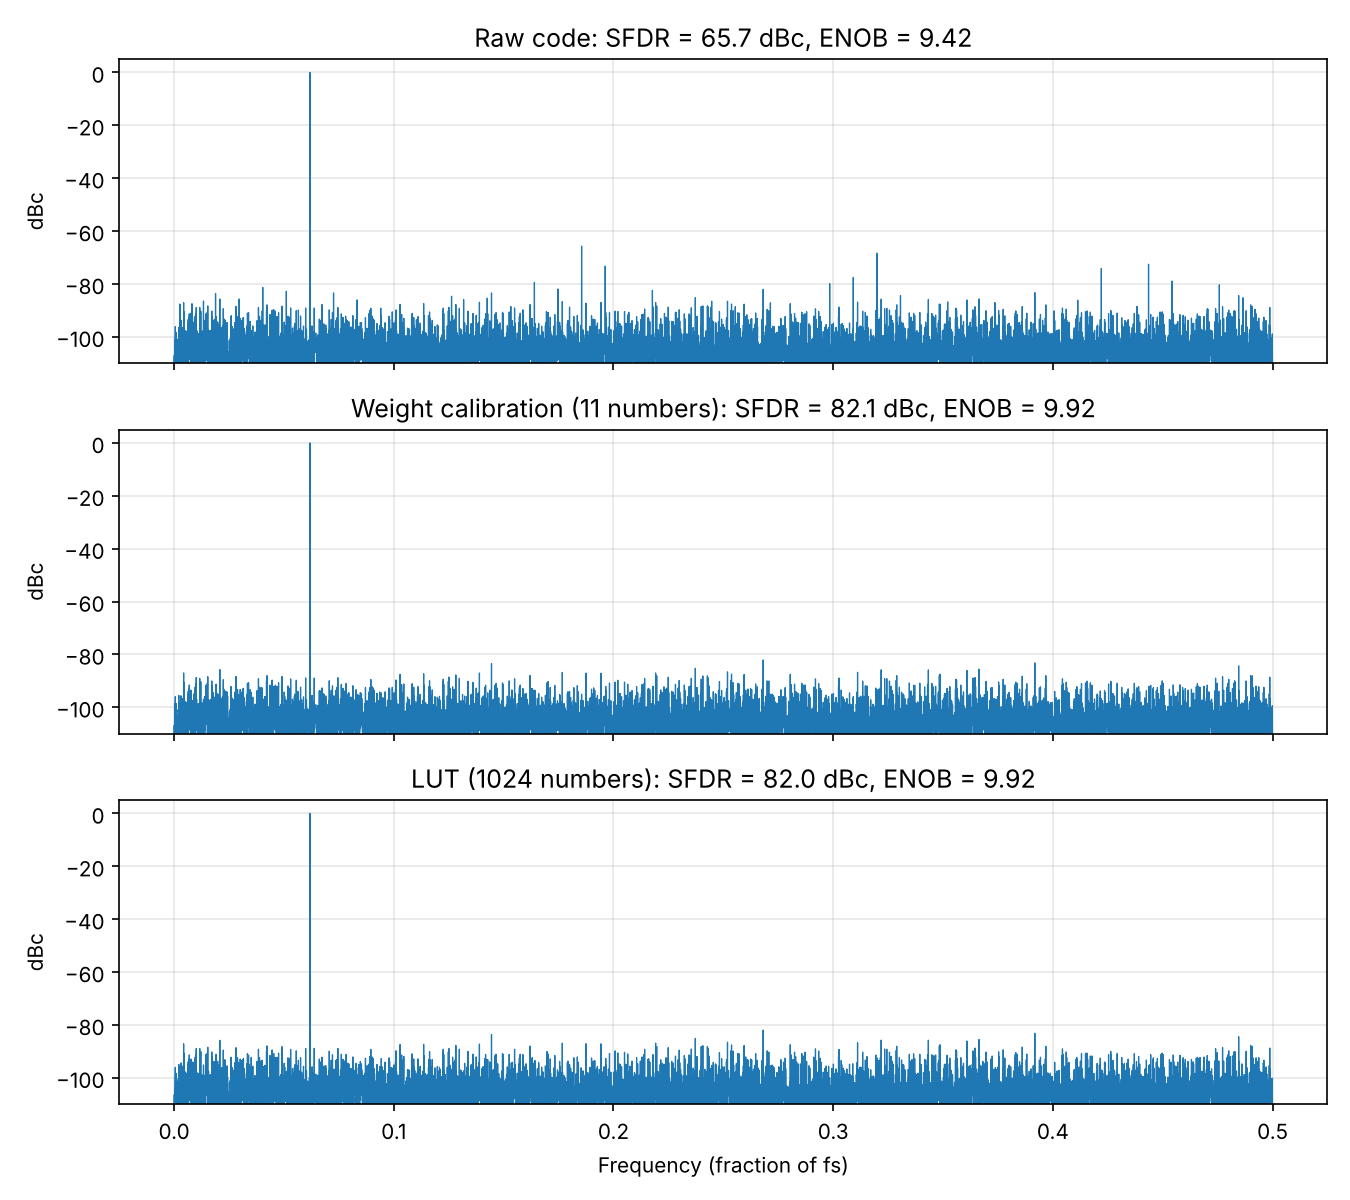 Raw code: SFDR = 65.7 dBc, ENOB = 9.42
0
−20
−40
−60
−80
−100
dBc
Weight calibration (11 numbers): SFDR = 82.1 dBc, ENOB = 9.92
0
−20
−40
−60
−80
−100
dBc
LUT (1024 numbers): SFDR = 82.0 dBc, ENOB = 9.92
0
−20
−40
−60
−80
−100
dBc
0.0 0.1 0.2 0.3 0.4 0.5
Frequency (fraction of fs)